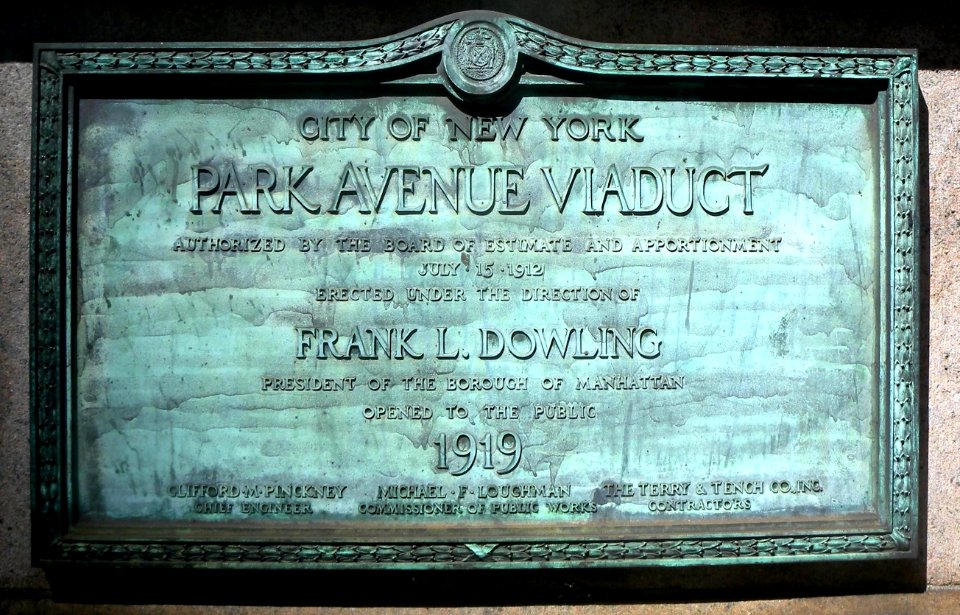 CITY OF NEW YORK
PARK AVENUE VIADUCT
AUTHORIZED BY THE BOARD OF ESTIMATE AND APPORTIONMENT
JULY · 15 · 1912
ERECTED UNDER THE DIRECTION OF
FRANK L. DOWLING
PRESIDENT OF THE BOROUGH OF MANHATTAN
OPENED TO THE PUBLIC
1919
CLIFFORD · M · PINCKNEY MICHAEL · F · LOUGHMAN THE TERRY & TENCH CO., INC.
CHIEF ENGINEER COMMISSIONER OF PUBLIC WORKS CONTRACTORS